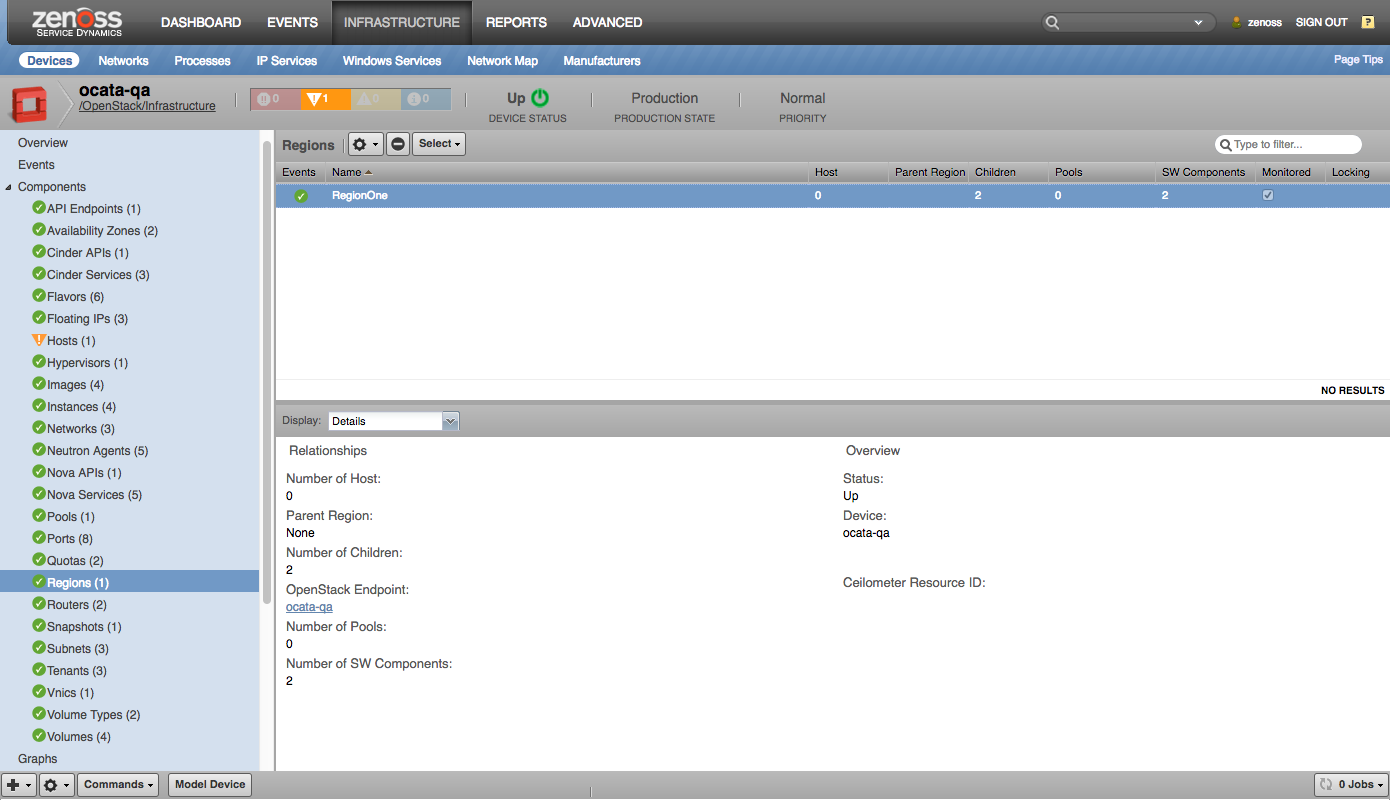 zenoss
SERVICE DYNAMICS
DASHBOARD EVENTS INFRASTRUCTURE REPORTS ADVANCED
zenoss SIGN OUT ?
Devices Networks Processes IP Services Windows Services Network Map Manufacturers Page Tips
ocata-qa
/OpenStack/Infrastructure
0 1 0 0
Up Production Normal
DEVICE STATUS PRODUCTION STATE PRIORITY
Overview
Events
Components
API Endpoints (1)
Availability Zones (2)
Cinder APIs (1)
Cinder Services (3)
Flavors (6)
Floating IPs (3)
Hosts (1)
Hypervisors (1)
Images (4)
Instances (4)
Networks (3)
Neutron Agents (5)
Nova APIs (1)
Nova Services (5)
Pools (1)
Ports (8)
Quotas (2)
Regions (1)
Routers (2)
Snapshots (1)
Subnets (3)
Tenants (3)
Vnics (1)
Volume Types (2)
Volumes (4)
Graphs
Regions Select Type to filter...
Events Name Host Parent Region Children Pools SW Components Monitored Locking
RegionOne 0 2 0 2
NO RESULTS
Display: Details
Relationships
Number of Host:
0
Parent Region:
None
Number of Children:
2
OpenStack Endpoint:
ocata-qa
Number of Pools:
0
Number of SW Components:
2
Overview
Status:
Up
Device:
ocata-qa
Ceilometer Resource ID:
Commands Model Device 0 Jobs